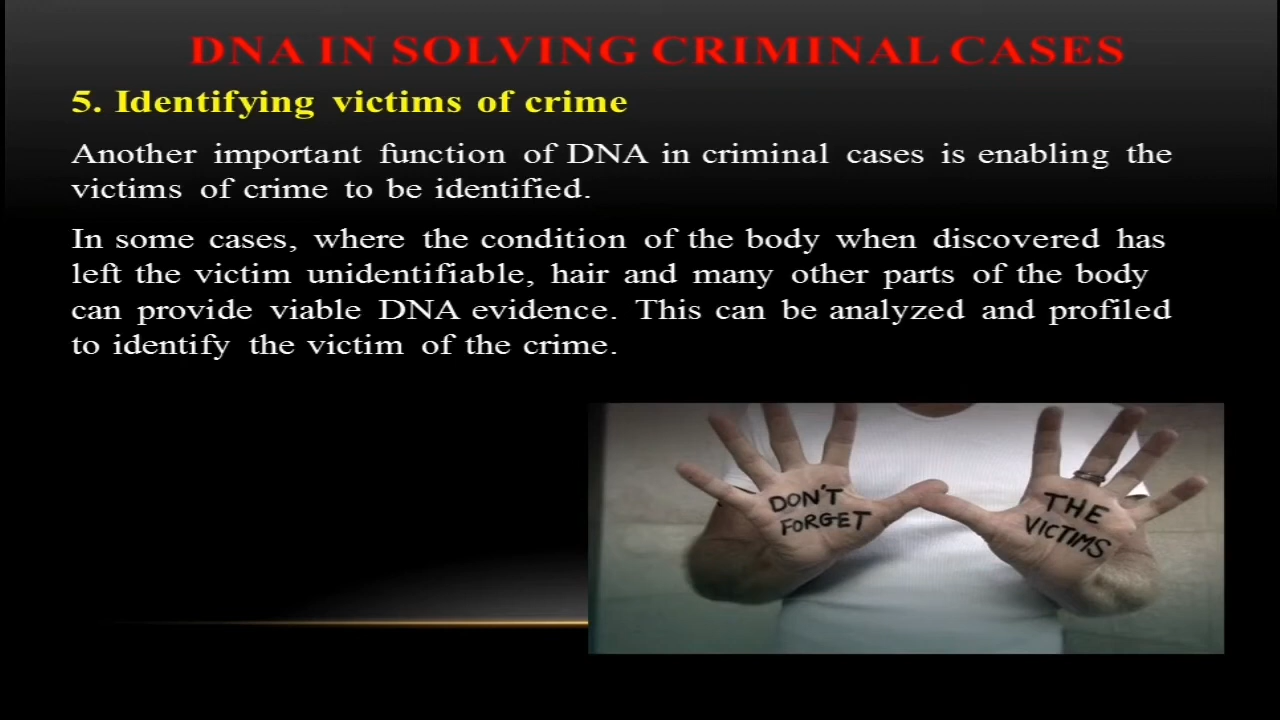 DNA IN SOLVING CRIMINAL CASES
5. Identifying victims of crime
Another important function of DNA in criminal cases is enabling the
victims of crime to be identified.
In some cases, where the condition of the body when discovered has
left the victim unidentifiable, hair and many other parts of the body
can provide viable DNA evidence. This can be analyzed and profiled
to identify the victim of the crime.
DON'T
FORGET
THE
VICTIMS